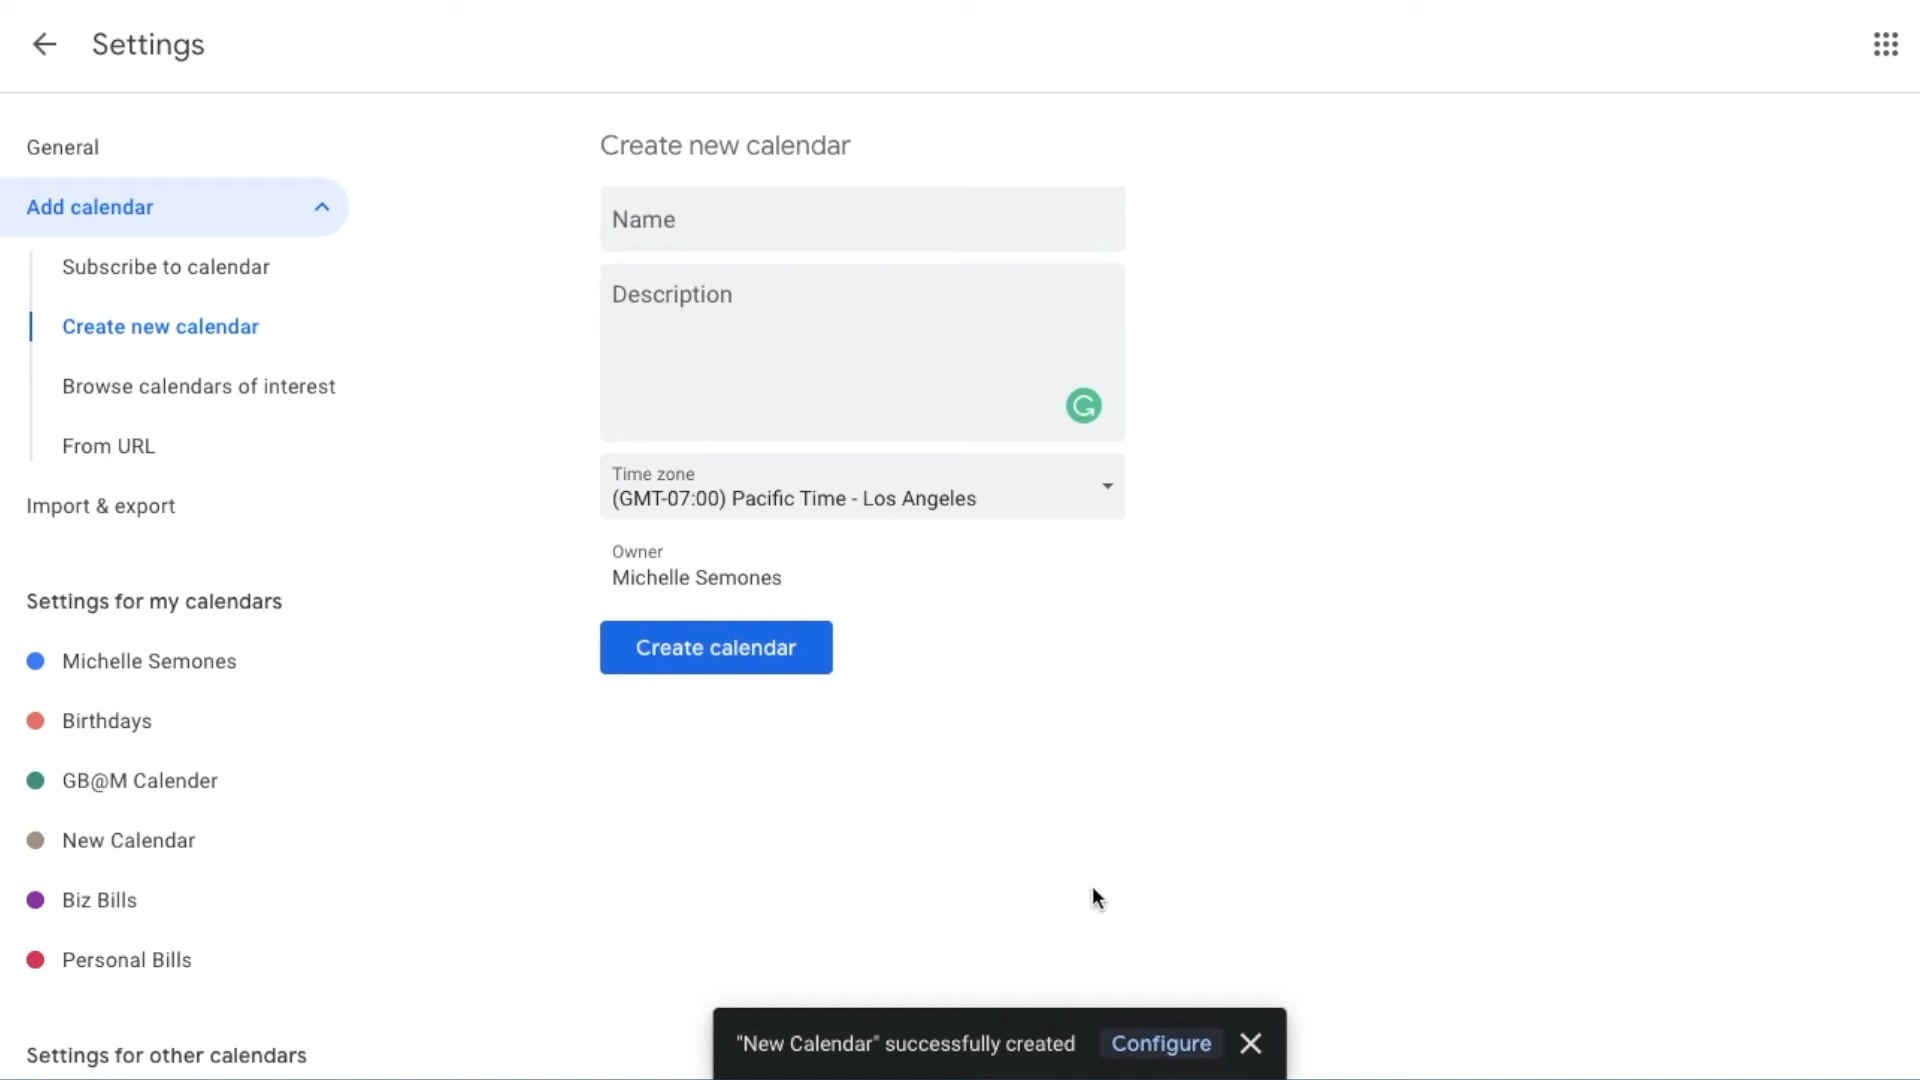 Settings
General
Add calendar
Subscribe to calendar
Create new calendar
Browse calendars of interest
From URL
Import & export
Settings for my calendars
Michelle Semones
Birthdays
GB@M Calender
New Calendar
Biz Bills
Personal Bills
Settings for other calendars
Create new calendar
Name
Description
Time zone
(GMT-07:00) Pacific Time - Los Angeles
Owner
Michelle Semones
Create calendar
"New Calendar" successfully created Configure